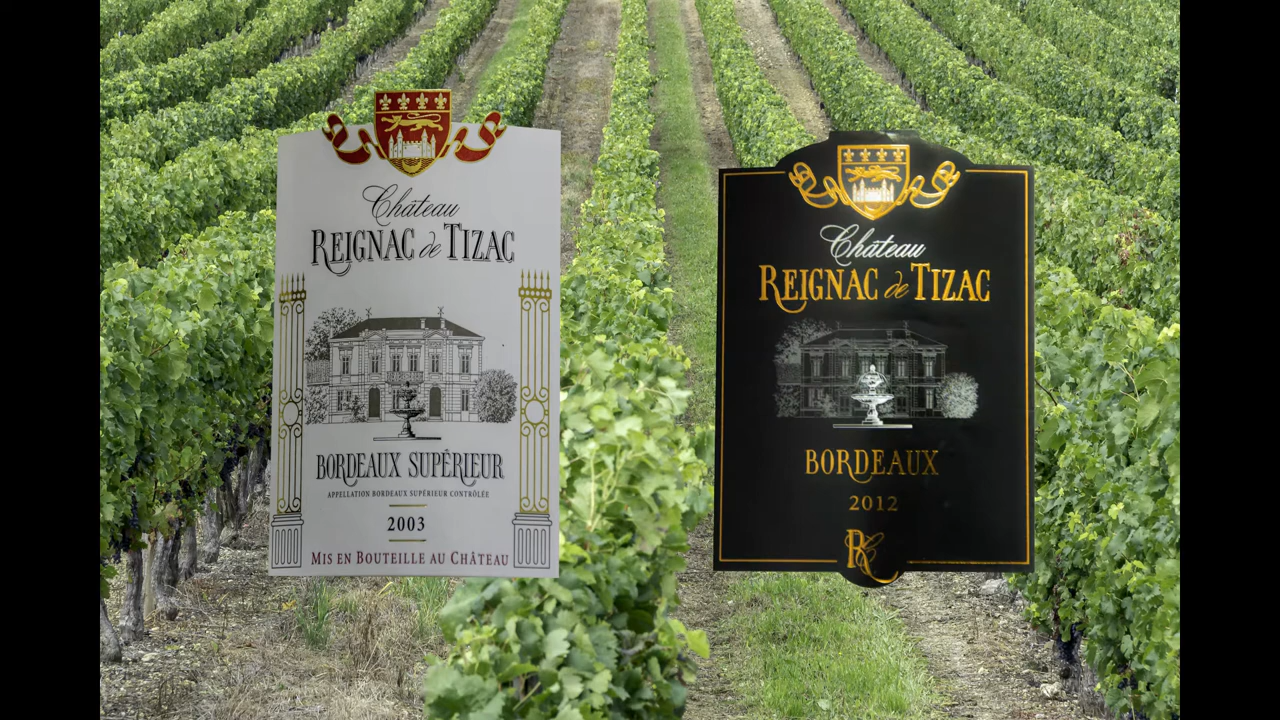 Château
REIGNAC de TIZAC
BORDEAUX SUPÉRIEUR
APPELLATION BORDEAUX SUPÉRIEUR CONTRÔLÉE
2003
MIS EN BOUTEILLE AU CHÂTEAU
Château
REIGNAC de TIZAC
BORDEAUX
2012
RC